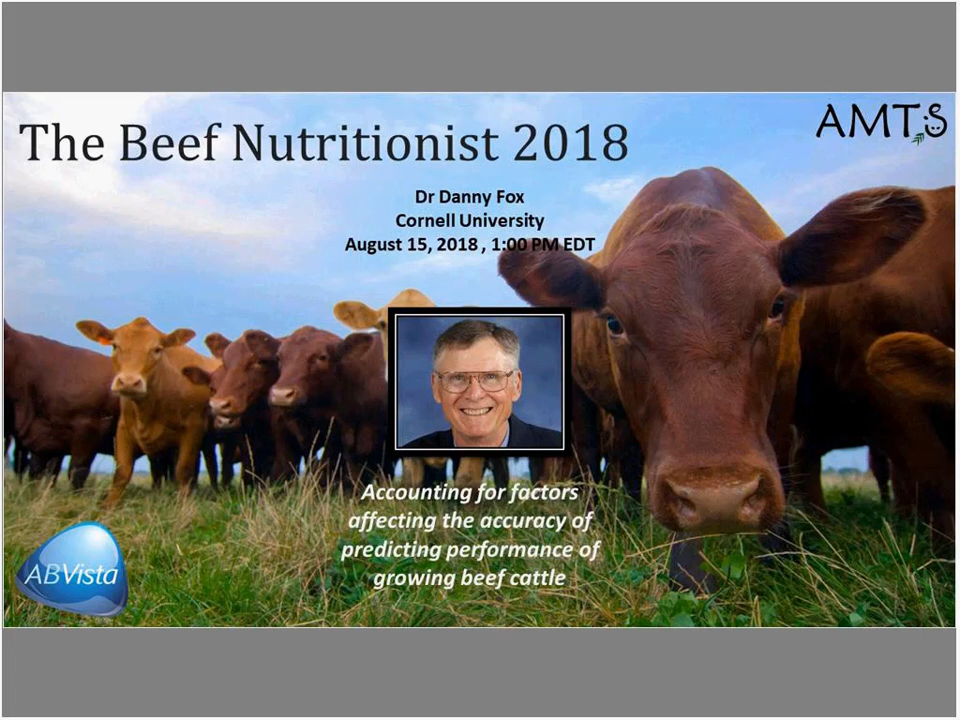 The Beef Nutritionist 2018
AMTS
Dr Danny Fox
Cornell University
August 15, 2018 , 1:00 PM EDT
Accounting for factors
affecting the accuracy of
predicting performance of
growing beef cattle
ABVista